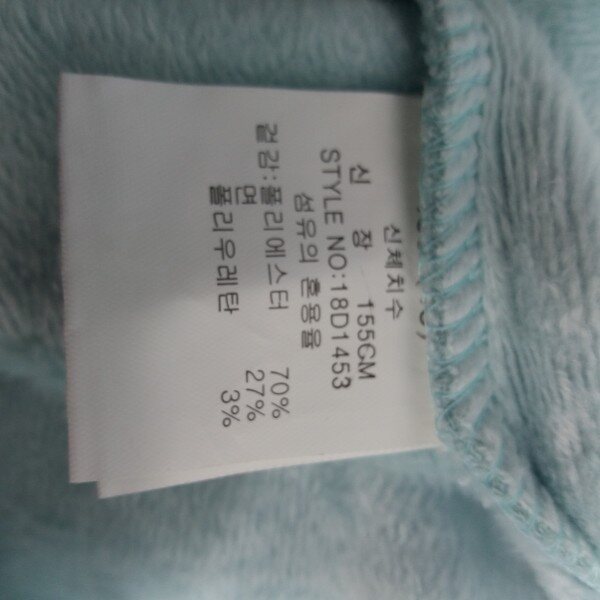 신체치수
신 장 155CM
STYLE NO:18D1453
섬유의 혼용율
겉감: 폴리에스터 70%
면 27%
폴리우레탄 3%